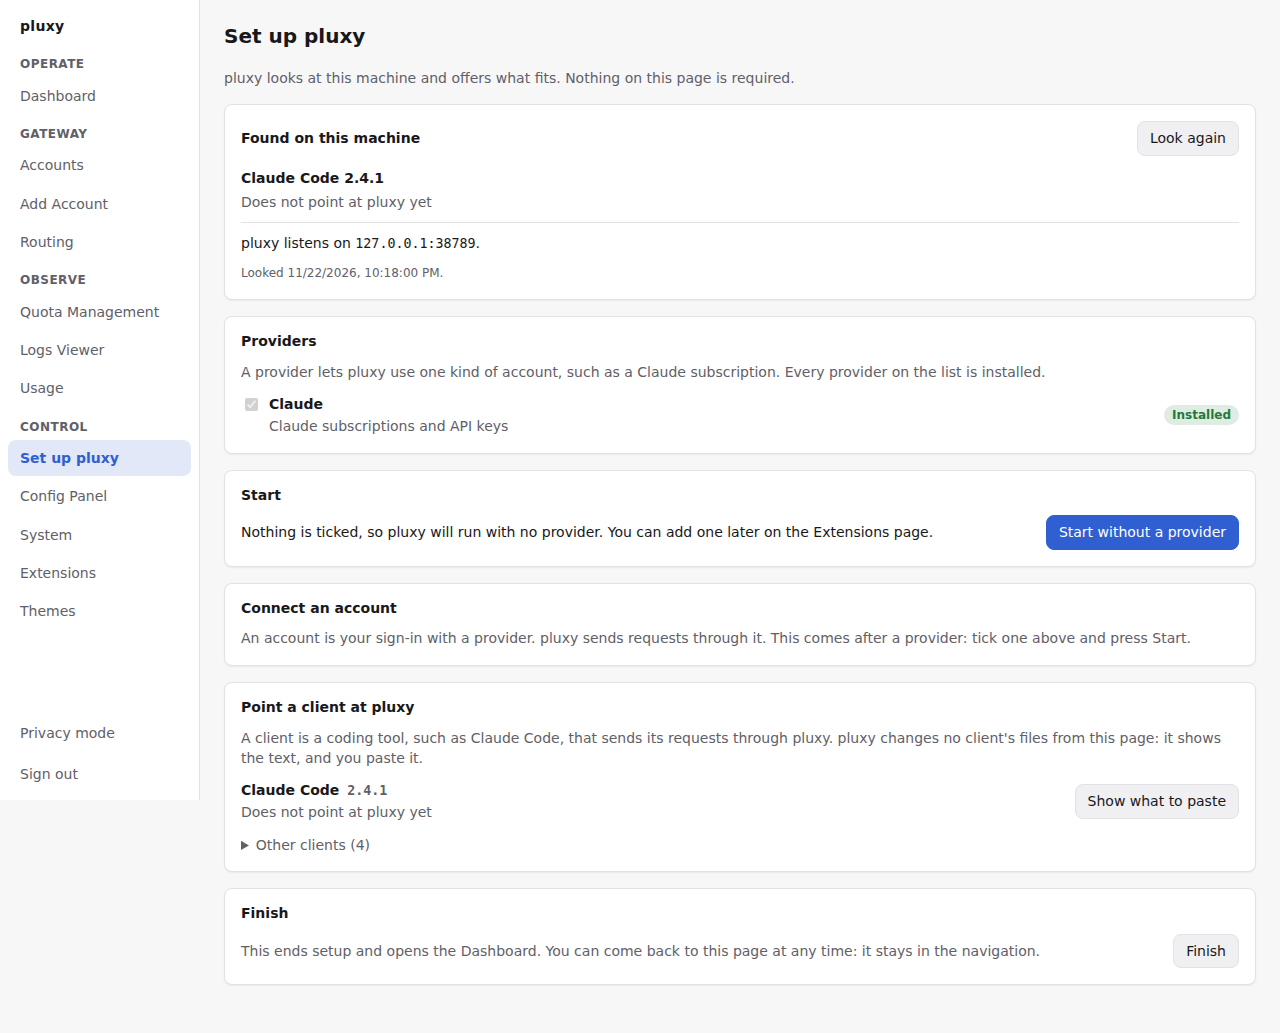 pluxy
OPERATE
Dashboard
GATEWAY
Accounts
Add Account
Routing
OBSERVE
Quota Management
Logs Viewer
Usage
CONTROL
Set up pluxy
Config Panel
System
Extensions
Themes
Privacy mode
Sign out
Set up pluxy
pluxy looks at this machine and offers what fits. Nothing on this page is required.
Found on this machine
Look again
Claude Code 2.4.1
Does not point at pluxy yet
pluxy listens on 127.0.0.1:38789.
Looked 11/22/2026, 10:18:00 PM.
Providers
A provider lets pluxy use one kind of account, such as a Claude subscription. Every provider on the list is installed.
Claude
Claude subscriptions and API keys
Installed
Start
Nothing is ticked, so pluxy will run with no provider. You can add one later on the Extensions page.
Start without a provider
Connect an account
An account is your sign-in with a provider. pluxy sends requests through it. This comes after a provider: tick one above and press Start.
Point a client at pluxy
A client is a coding tool, such as Claude Code, that sends its requests through pluxy. pluxy changes no client's files from this page: it shows
the text, and you paste it.
Claude Code 2.4.1
Does not point at pluxy yet
Show what to paste
Other clients (4)
Finish
This ends setup and opens the Dashboard. You can come back to this page at any time: it stays in the navigation.
Finish